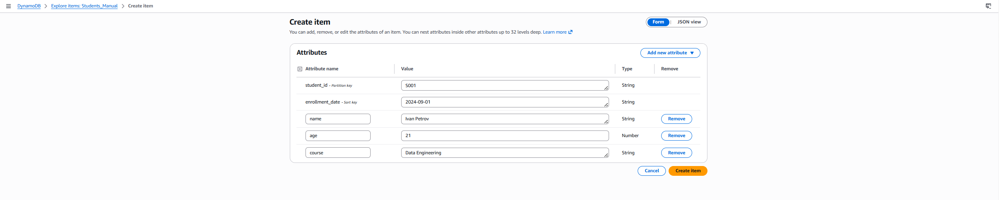 DynamoDB > Explore items: Students_Manual > Create item
Create item
Form | JSON view
You can add, remove, or edit the attributes of an item. You can nest attributes inside other attributes up to 32 levels deep. Learn more
Attributes
Add new attribute
Attribute name Value Type Remove
student_id - Partition key S001 String
enrollment_date - Sort key 2024-09-01 String
name Ivan Petrov String Remove
age 21 Number Remove
course Data Engineering String Remove
Cancel Create item